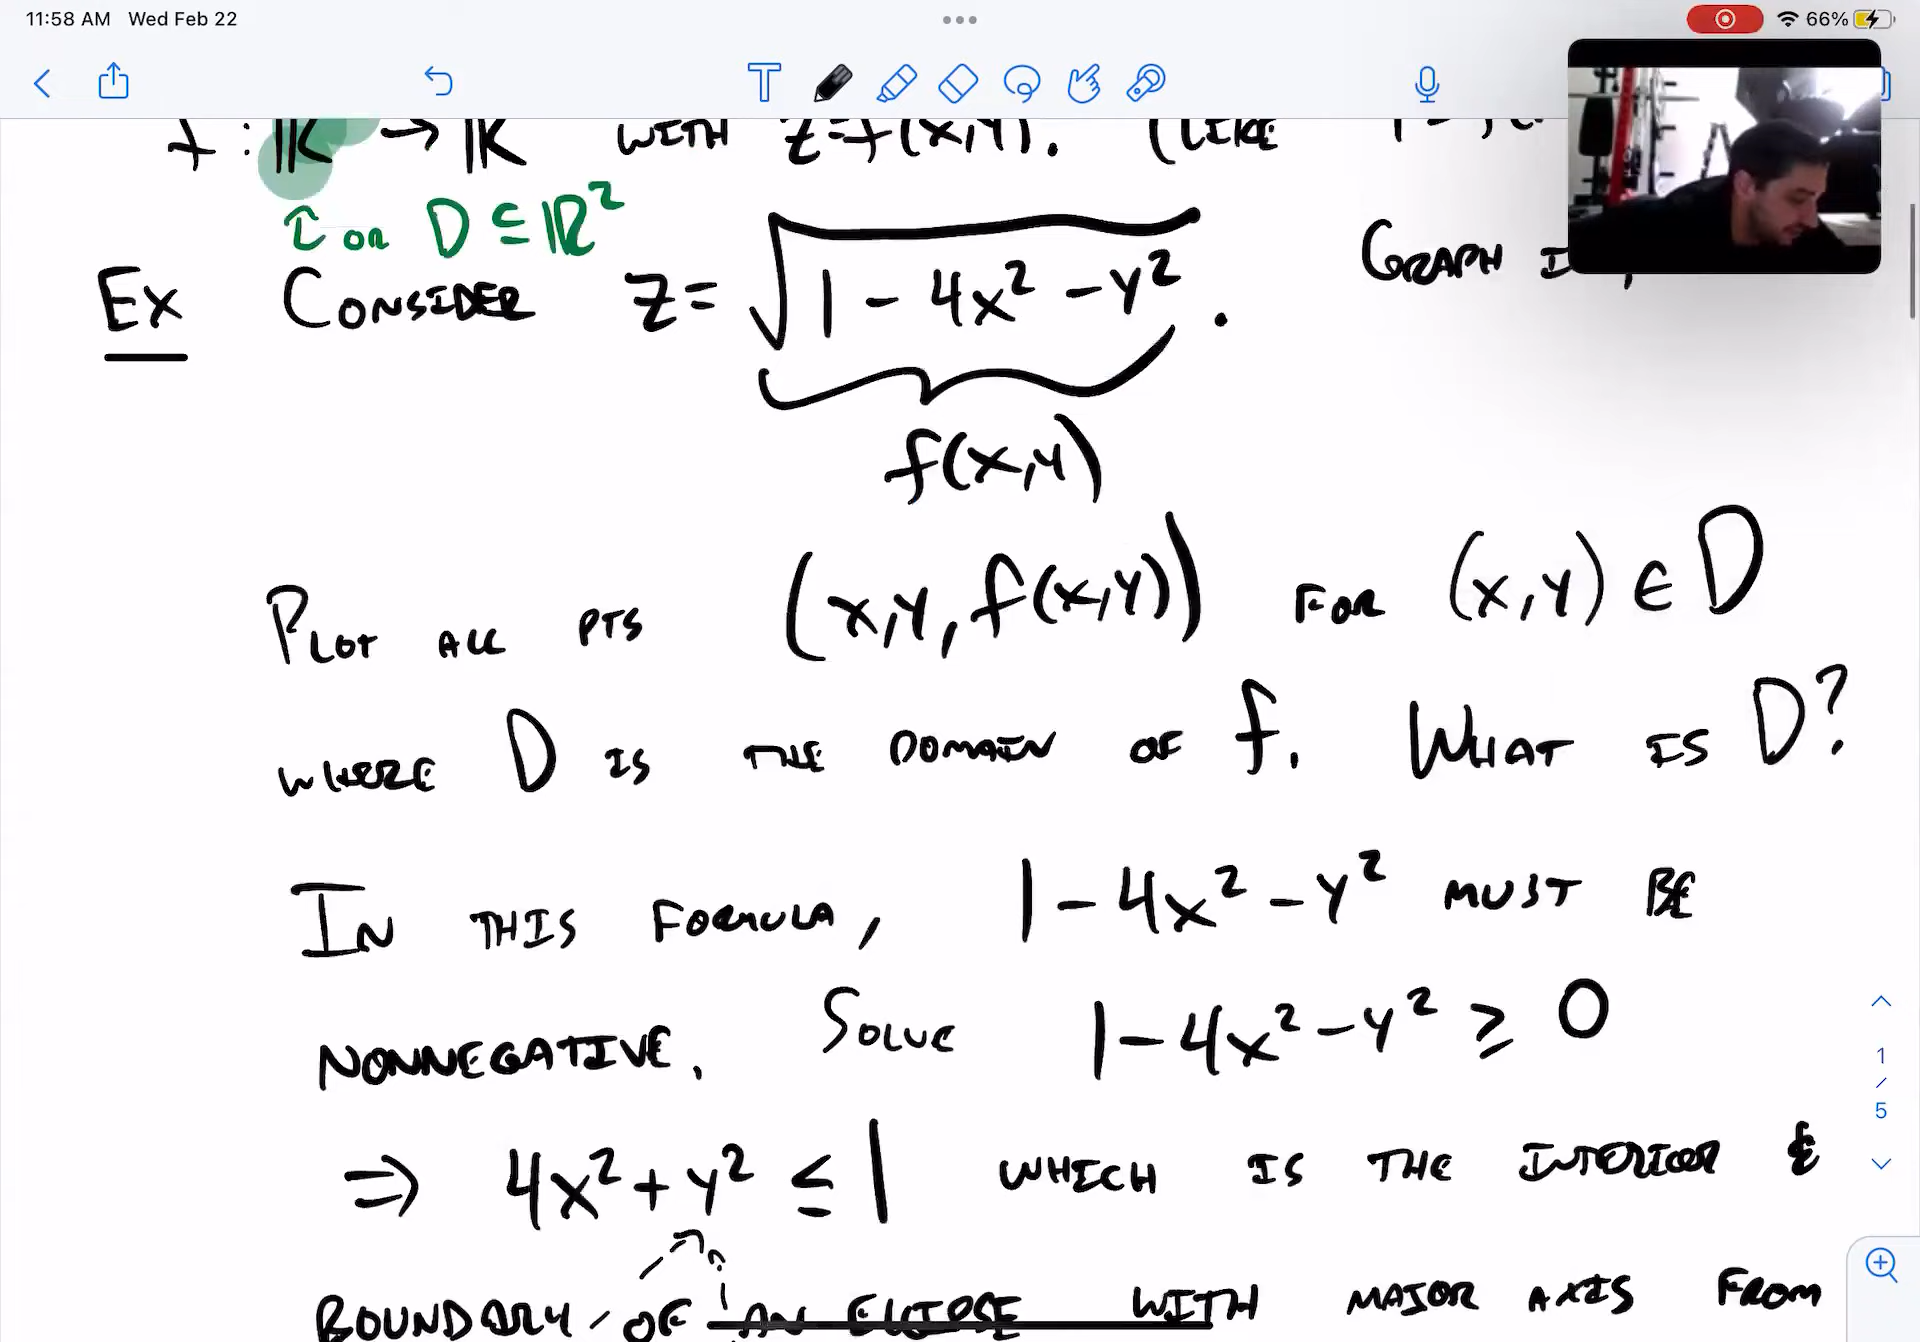 11:58 AM Wed Feb 22
66%
f : ℝ → ℝ WITH z=f(x,y). (LIKE
or D ⊆ ℝ²
Ex CONSIDER z = √(1 - 4x² - y²). GRAPH IT
f(x,y)
PLOT ALL PTS (x,y, f(x,y)) FOR (x,y) ∈ D
WHERE D IS THE DOMAIN OF f. WHAT IS D?
IN THIS FORMULA, 1 - 4x² - y² MUST BE
NONNEGATIVE. SOLVE 1 - 4x² - y² ≥ 0
⇒ 4x² + y² ≤ 1 WHICH IS THE INTERIOR &
BOUNDARY OF AN ELLIPSE WITH MAJOR AXIS FROM
1
/
5